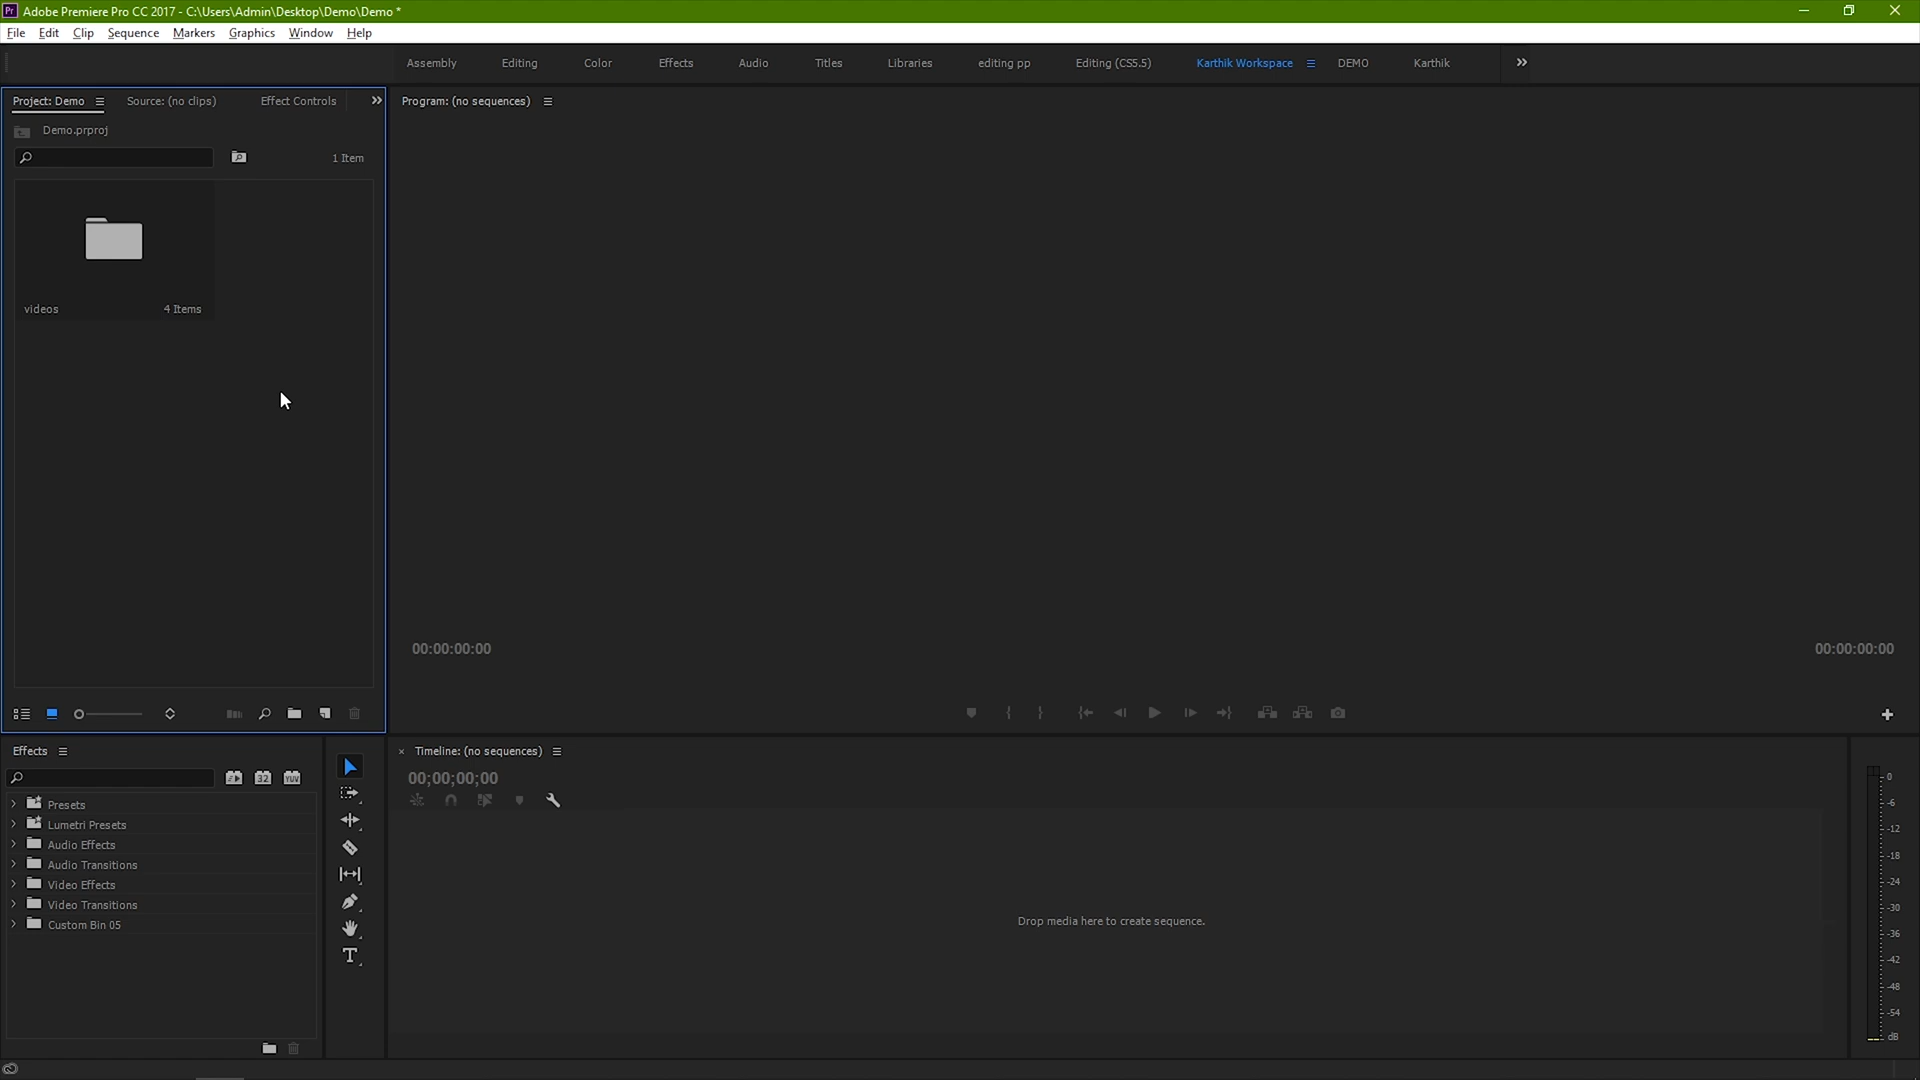 Pr Adobe Premiere Pro CC 2017 - C:\Users\Admin\Desktop\Demo\Demo *
File Edit Clip Sequence Markers Graphics Window Help
Assembly Editing Color Effects Audio Titles Libraries editing pp Editing (CS5.5) Karthik Workspace DEMO Karthik
Project: Demo Source: (no clips) Effect Controls
Program: (no sequences)
Demo.prproj
1 Item
videos 4 Items
00:00:00:00 00:00:00:00
Effects
Timeline: (no sequences)
32 YUV
00;00;00;00
Presets
Lumetri Presets
Audio Effects
Audio Transitions
Video Effects
Video Transitions
Custom Bin 05
T
Drop media here to create sequence.
0
-6
-12
-18
-24
-30
-36
-42
-48
-54
dB